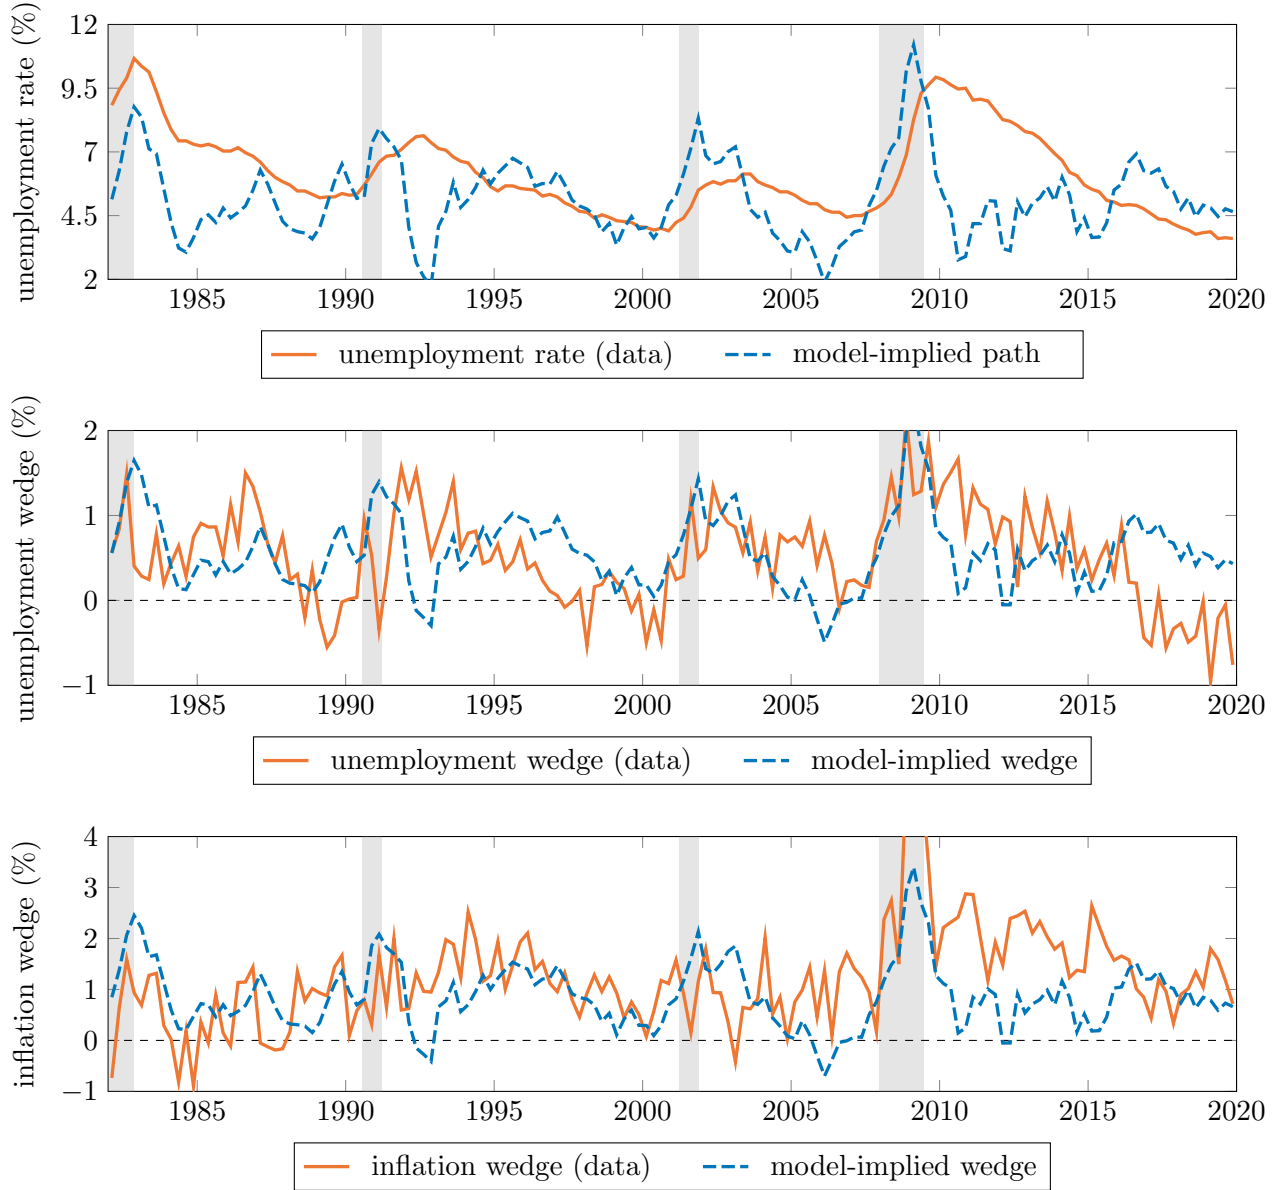 unemployment rate (%)
12
9.5
7
4.5
2
1985 1990 1995 2000 2005 2010 2015 2020
unemployment rate (data) model-implied path
unemployment wedge (%)
2
1
0
−1
1985 1990 1995 2000 2005 2010 2015 2020
unemployment wedge (data) model-implied wedge
inflation wedge (%)
4
3
2
1
0
−1
1985 1990 1995 2000 2005 2010 2015 2020
inflation wedge (data) model-implied wedge